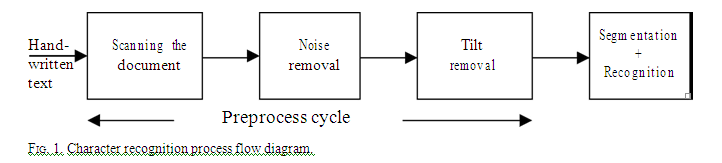 Hand-
written
text
Scanning the
document
Noise
removal
Tilt
removal
Segmentation
+
Recognition
Preprocess cycle
FIG. 1. Character recognition process flow diagram.